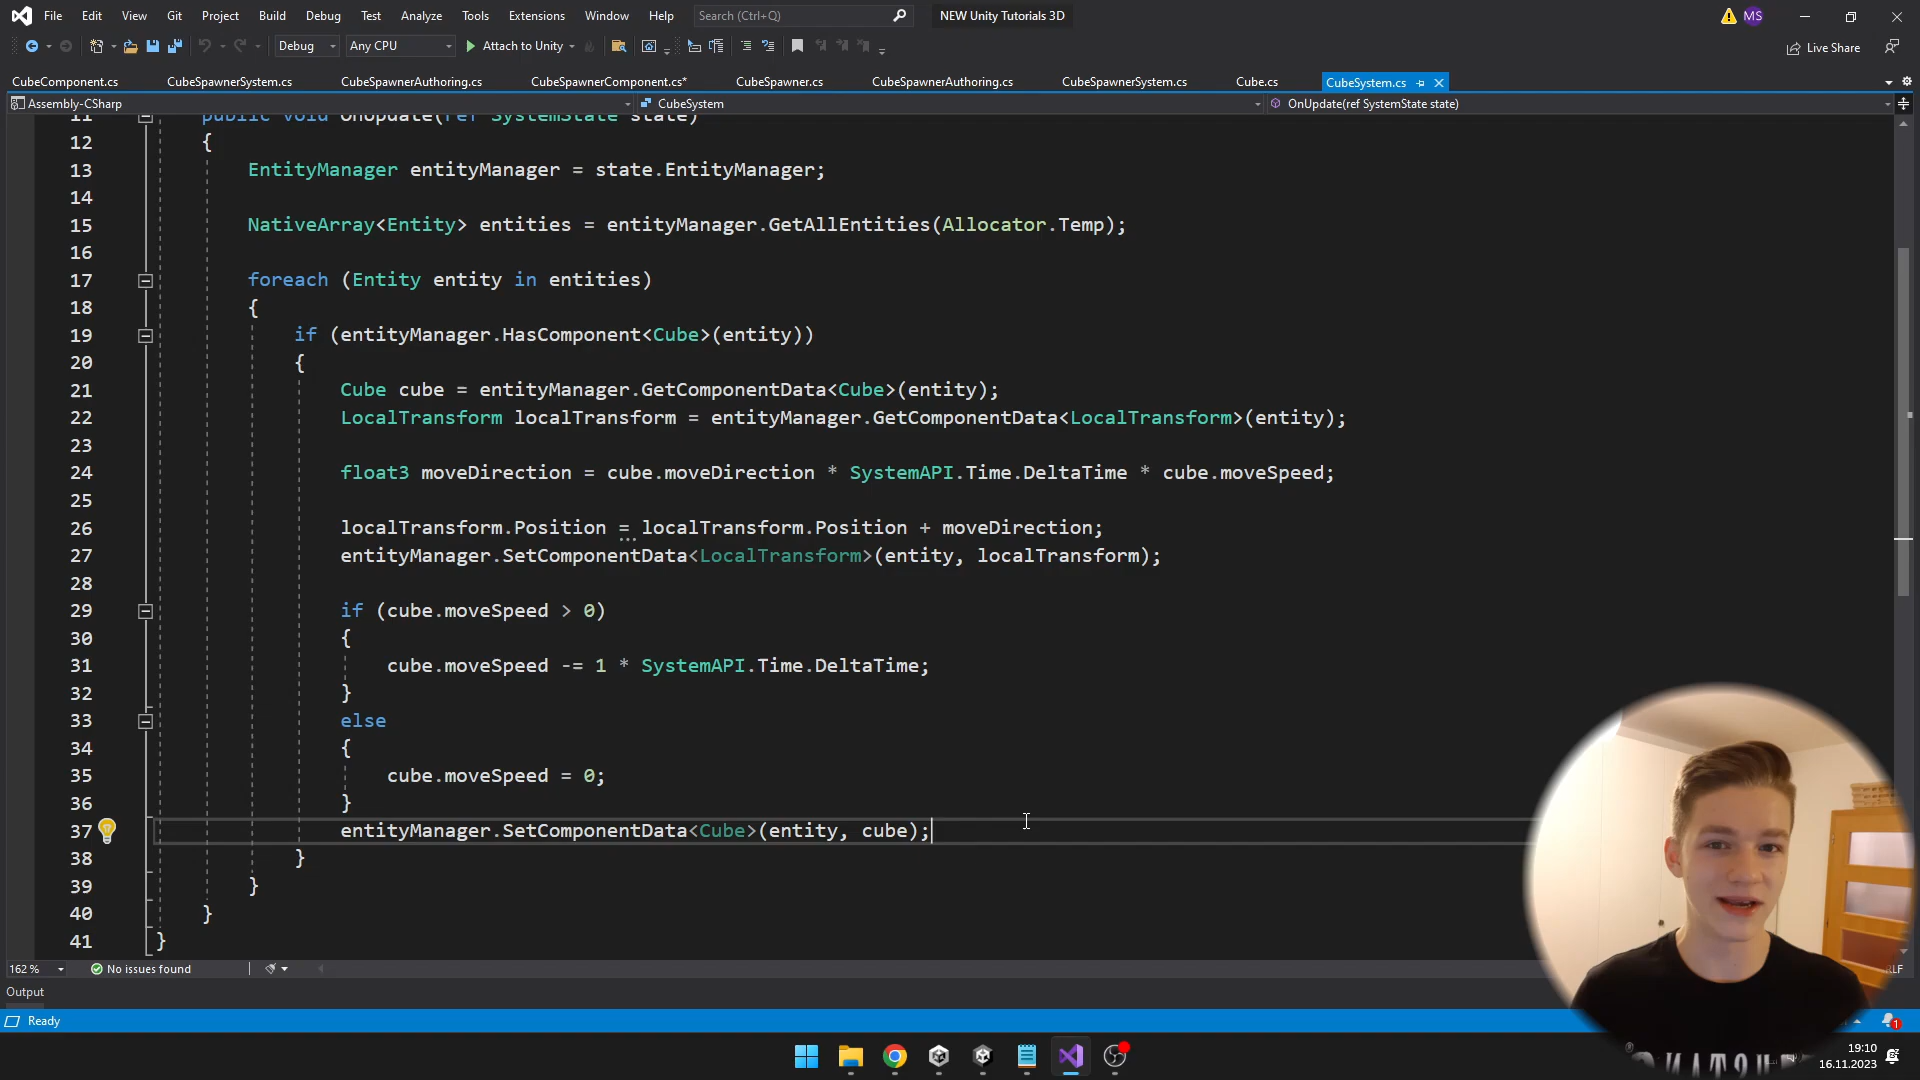 File Edit View Git Project Build Debug Test Analyze Tools Extensions Window Help Search (Ctrl+Q) NEW Unity Tutorials 3D MS
Debug Any CPU Attach to Unity Live Share
CubeComponent.cs CubeSpawnerSystem.cs CubeSpawnerAuthoring.cs CubeSpawnerComponent.cs* CubeSpawner.cs CubeSpawnerAuthoring.cs CubeSpawnerSystem.cs Cube.cs CubeSystem.cs
Assembly-CSharp CubeSystem OnUpdate(ref SystemState state)
11 public void OnUpdate(ref SystemState state)
12 {
13 EntityManager entityManager = state.EntityManager;
14
15 NativeArray<Entity> entities = entityManager.GetAllEntities(Allocator.Temp);
16
17 foreach (Entity entity in entities)
18 {
19 if (entityManager.HasComponent<Cube>(entity))
20 {
21 Cube cube = entityManager.GetComponentData<Cube>(entity);
22 LocalTransform localTransform = entityManager.GetComponentData<LocalTransform>(entity);
23
24 float3 moveDirection = cube.moveDirection * SystemAPI.Time.DeltaTime * cube.moveSpeed;
25
26 localTransform.Position = localTransform.Position + moveDirection;
27 entityManager.SetComponentData<LocalTransform>(entity, localTransform);
28
29 if (cube.moveSpeed > 0)
30 {
31 cube.moveSpeed -= 1 * SystemAPI.Time.DeltaTime;
32 }
33 else
34 {
35 cube.moveSpeed = 0;
36 }
37 entityManager.SetComponentData<Cube>(entity, cube);
38 }
39 }
40 }
41 }
162 % No issues found
Output
Ready 1
19:10
16.11.2023